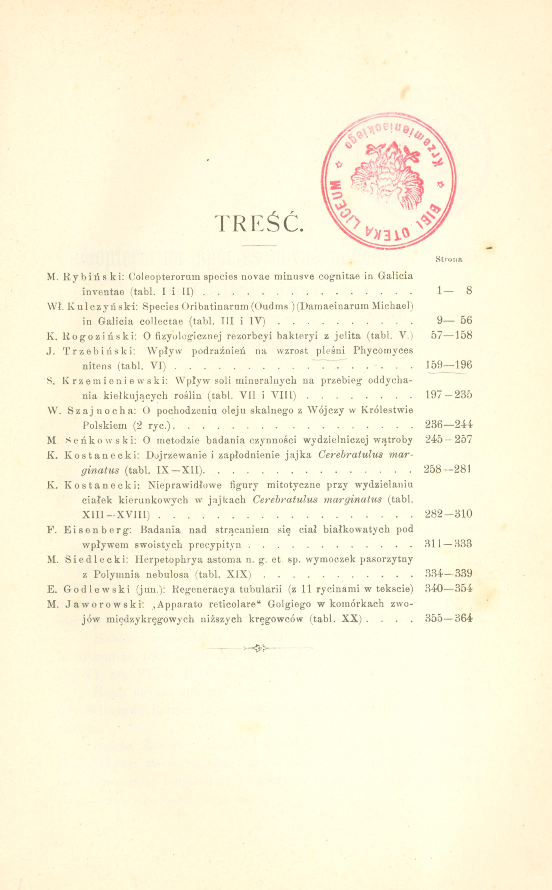 BIBLIOTEKA LICEUM
Krzemienieckiego
TREŚĆ.
Strona
M. Rybiński: Coleopterorum species novae minusve cognitae in Galicia
inventae (tabl. I i II) . . . . . . . . . . . . . . 1— 8
Wł. Kulczyński: Species Oribatinarum (Oudms.) (Damaeinarum Michael)
in Galicia collectae (tabl. III i IV) . . . . . . . . . . 9— 56
K. Rogoziński: O fizyologicznej rezorbcyi bakteryi z jelita (tabl. V.) 57—158
J. Trzebiński: Wpływ podrażnień na wzrost pleśni Phycomyces
nitens (tabl. VI) . . . . . . . . . . . . . . . . 159—196
S. Krzemieniewski: Wpływ soli mineralnych na przebieg oddycha-
nia kiełkujących roślin (tabl. VII i VIII) . . . . . . . . 197—235
W. Szajnocha: O pochodzeniu oleju skalnego z Wójczy w Królestwie
Polskiem (2 ryc.) . . . . . . . . . . . . . . . . 236—244
M. Seńkowski: O metodzie badania czynności wydzielniczej wątroby 245—257
K. Kostanecki: Dojrzewanie i zapłodnienie jajka Cerebratulus mar-
ginatus (tabl. IX—XII). . . . . . . . . . . . . . . 258—281
K. Kostanecki: Nieprawidłowe figury mitotyczne przy wydzielaniu
ciałek kierunkowych w jajkach Cerebratulus marginatus (tabl.
XIII—XVIII) . . . . . . . . . . . . . . . . . . 282—310
F. Eisenberg: Badania nad strącaniem się ciał białkowatych pod
wpływem swoistych precypityn . . . . . . . . . . . . 311—333
M. Siedlecki: Herpetophrya astoma n. g. et sp. wymoczek pasorzytny
z Polymnia nebulosa (tabl. XIX) . . . . . . . . . . . 334—339
E. Godlewski (jun.): Regeneracya tubularii (z 11 rycinami w tekscie) 340—354
M. Jaworowski: „Apparato reticolare“ Golgiego w komórkach zwo-
jów międzykręgowych niższych kręgowców (tabl. XX) . . . . 355—364